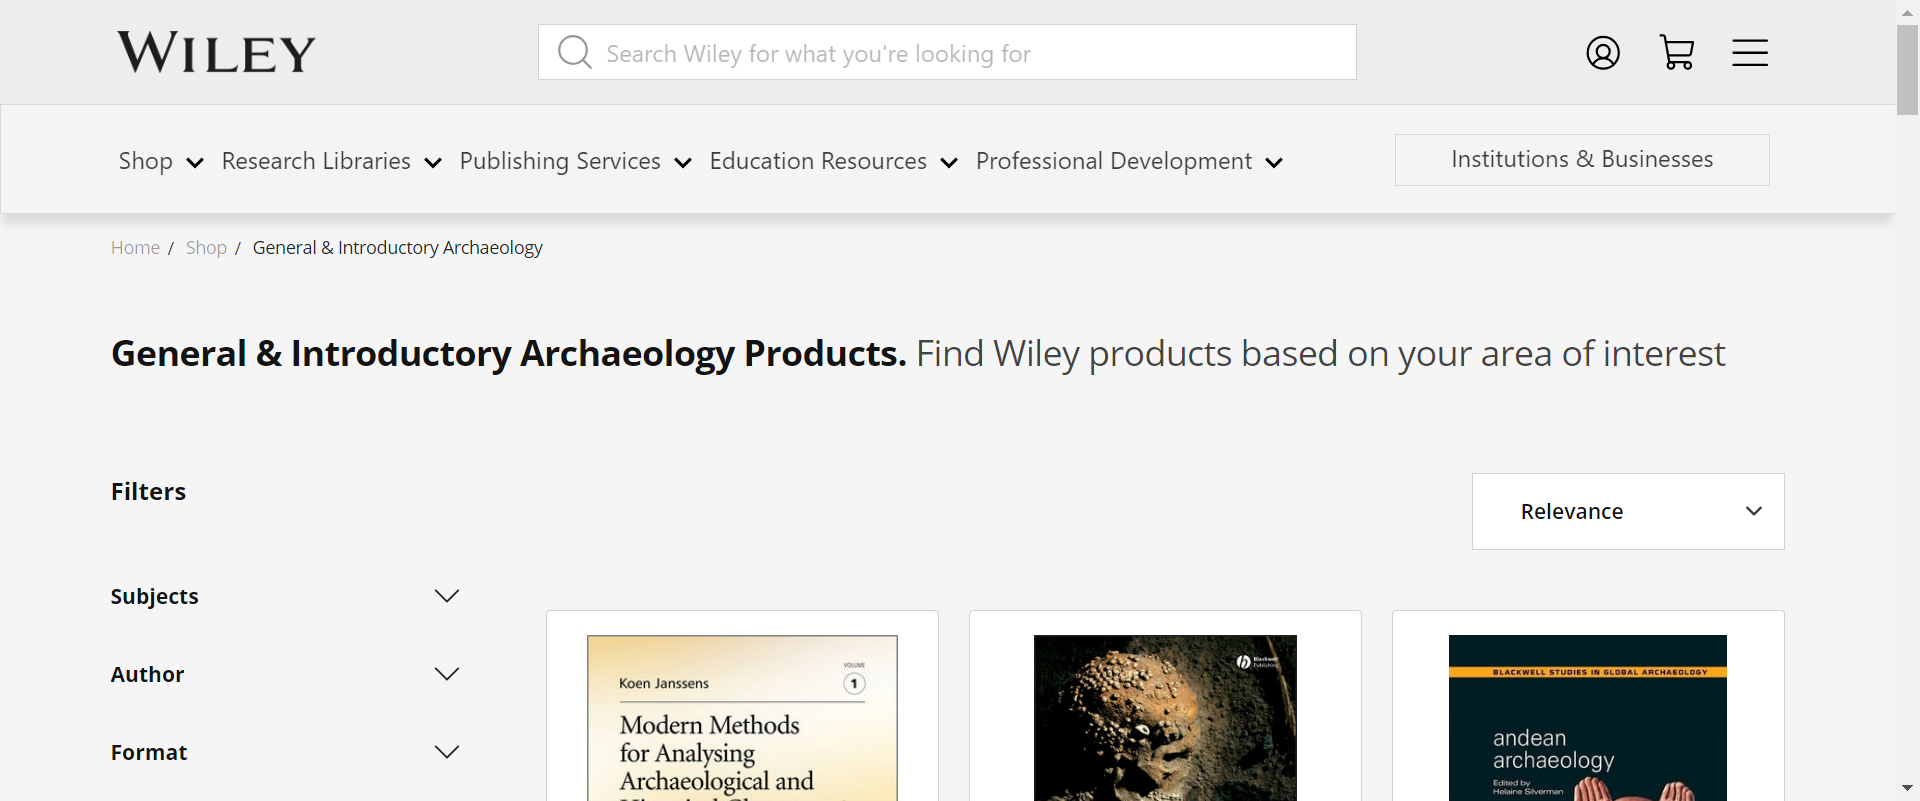 WILEY
Search Wiley for what you're looking for
Shop
Research Libraries
Publishing Services
Education Resources
Professional Development
Institutions & Businesses
Home / Shop / General & Introductory Archaeology
General & Introductory Archaeology Products. Find Wiley products based on your area of interest
Filters
Relevance
Subjects
Author
Format
VOLUME
1
Koen Janssens
Modern Methods
for Analysing
Archaeological and
Blackwell
Publishing
BLACKWELL STUDIES IN GLOBAL ARCHAEOLOGY
andean
archaeology
Edited by
Helaine Silverman